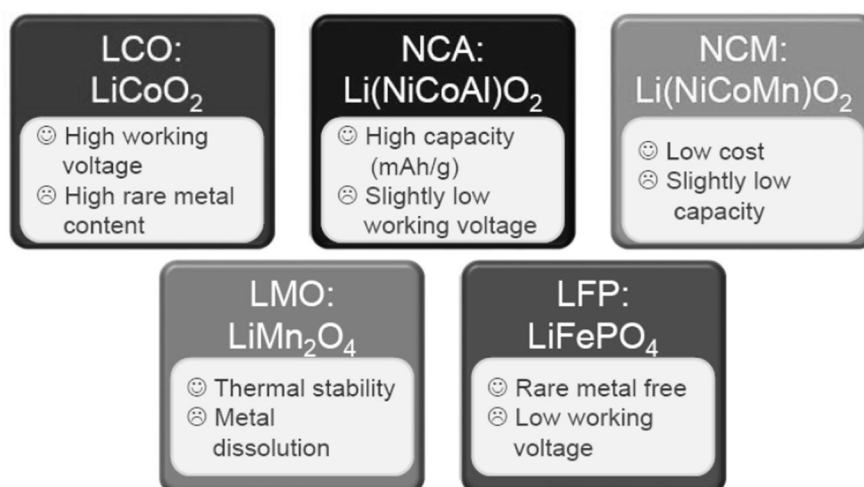 LCO:
LiCoO₂
☺ High working
voltage
☹ High rare metal
content
NCA:
Li(NiCoAl)O₂
☺ High capacity
(mAh/g)
☹ Slightly low
working voltage
NCM:
Li(NiCoMn)O₂
☺ Low cost
☹ Slightly low
capacity
LMO:
LiMn₂O₄
☺ Thermal stability
☹ Metal
dissolution
LFP:
LiFePO₄
☺ Rare metal free
☹ Low working
voltage